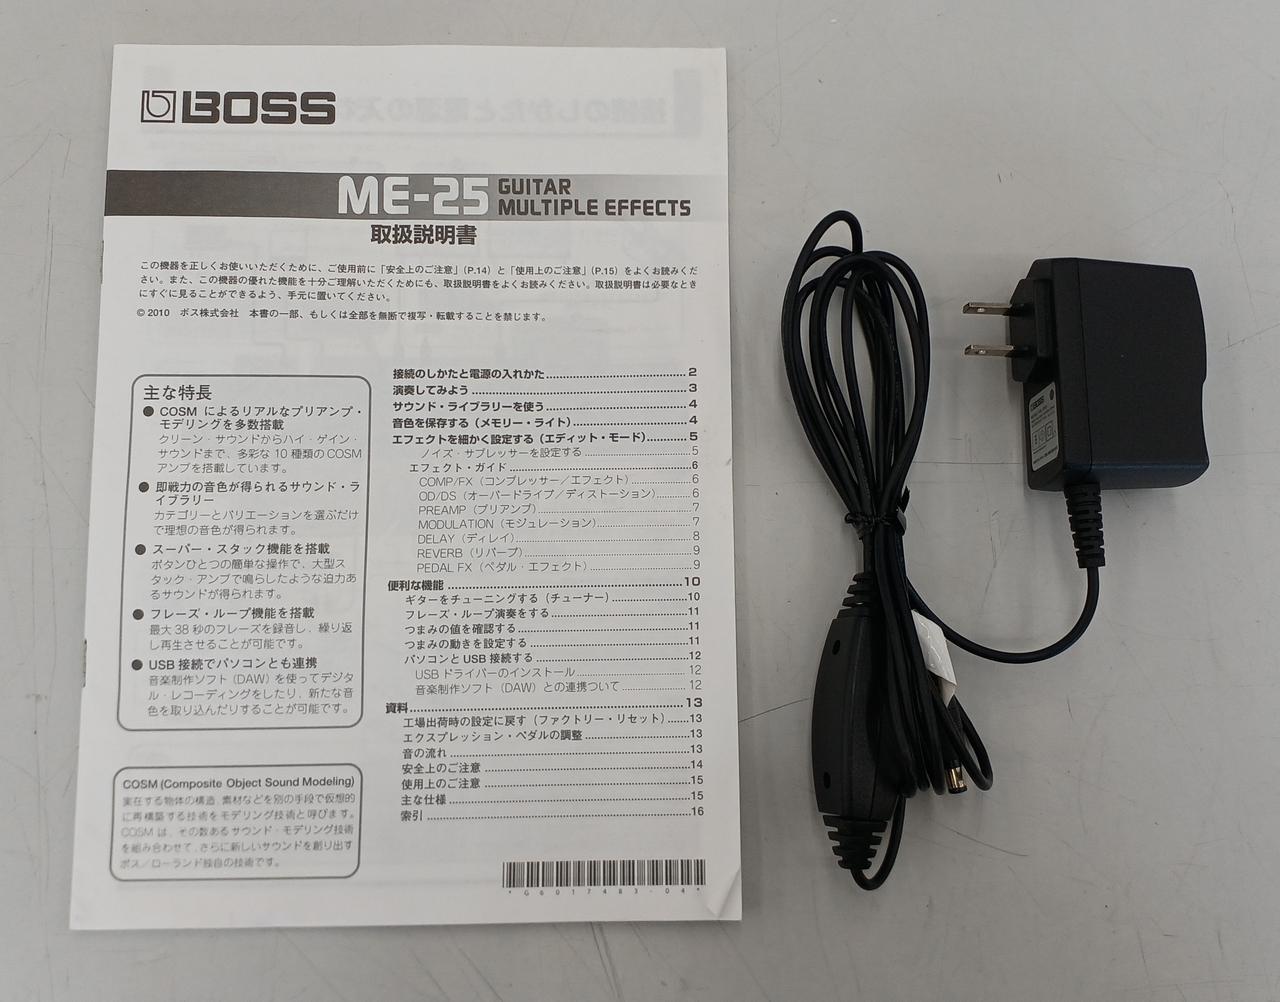 BOSS
ME-25 GUITAR MULTIPLE EFFECTS
取扱説明書
この機器を正しくお使いいただくために、ご使用前に「安全上のご注意」(P.14)と「使用上のご注意」(P.15)をよくお読みくだ
さい。また、この機器の優れた機能を十分ご理解いただくためにも、取扱説明書をよくお読みください。取扱説明書は必要なとき
にすぐに見ることができるよう、手元に置いてください。
© 2010 ボス株式会社 本書の一部、もしくは全部を無断で複写・転載することを禁じます。
主な特長
● COSM によるリアルなプリアンプ・
モデリングを多数搭載
クリーン・サウンドからハイ・ゲイン・
サウンドまで、多彩な 10 種類の COSM
アンプを搭載しています。
● 即戦力の音色が得られるサウンド・ラ
イブラリー
カテゴリーとバリエーションを選ぶだけ
で理想の音色が得られます。
● スーパー・スタック機能を搭載
ボタンひとつの簡単な操作で、大型
スタック・アンプで鳴らしたような迫力あ
るサウンドが得られます。
● フレーズ・ループ機能を搭載
最大 38 秒のフレーズを録音し、繰り返
し再生させることが可能です。
● USB 接続でパソコンとも連携
音楽制作ソフト(DAW)を使ってデジタ
ル・レコーディングをしたり、新たな音
色を取り込んだりすることが可能です。
COSM (Composite Object Sound Modeling)
実在する物体の構造、素材などを別の手段で仮想的
に再構築する技術をモデリング技術と呼びます。
COSM は、その数あるサウンド・モデリング技術
を組み合わせて、さらに新しいサウンドを創り出す
ボス/ローランド独自の技術です。
接続のしかたと電源の入れかた 2
演奏してみよう 3
サウンド・ライブラリーを使う 4
音色を保存する(メモリー・ライト) 4
エフェクトを細かく設定する(エディット・モード) 5
ノイズ・サプレッサーを設定する 5
エフェクト・ガイド 6
COMP/FX(コンプレッサー/エフェクト) 6
OD/DS(オーバードライブ/ディストーション) 6
PREAMP(プリアンプ) 7
MODULATION(モジュレーション) 7
DELAY(ディレイ) 8
REVERB(リバーブ) 9
PEDAL FX(ペダル・エフェクト) 9
便利な機能 10
ギターをチューニングする(チューナー) 10
フレーズ・ループ演奏をする 11
つまみの値を確認する 11
つまみの動きを設定する 11
パソコンと USB 接続する 12
USB ドライバーのインストール 12
音楽制作ソフト(DAW)との連携ついて 12
資料 13
工場出荷時の設定に戻す(ファクトリー・リセット) 13
エクスプレッション・ペダルの調整 13
音の流れ 13
安全上のご注意 14
使用上のご注意 15
主な仕様 15
索引 16
* G 6 0 1 7 4 8 3 - 0 4 *
BOSS